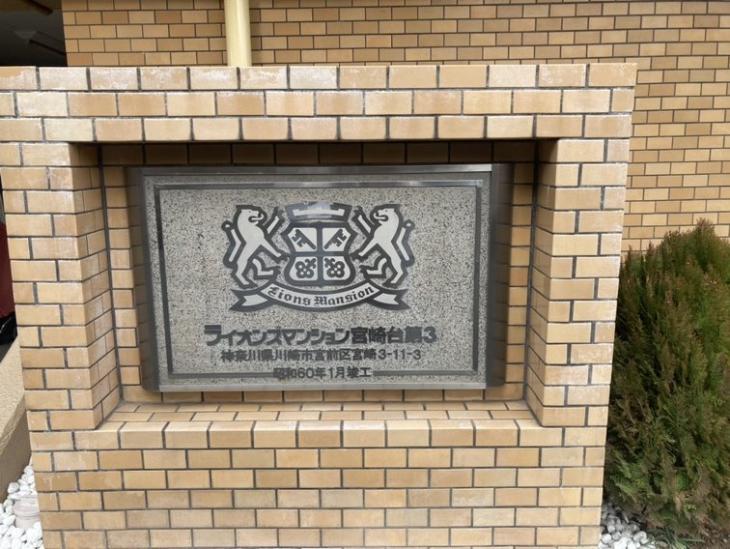 Lions Mansion
ライオンズマンション宮崎台第3
神奈川県川崎市宮前区宮崎3-11-3
昭和60年1月竣工